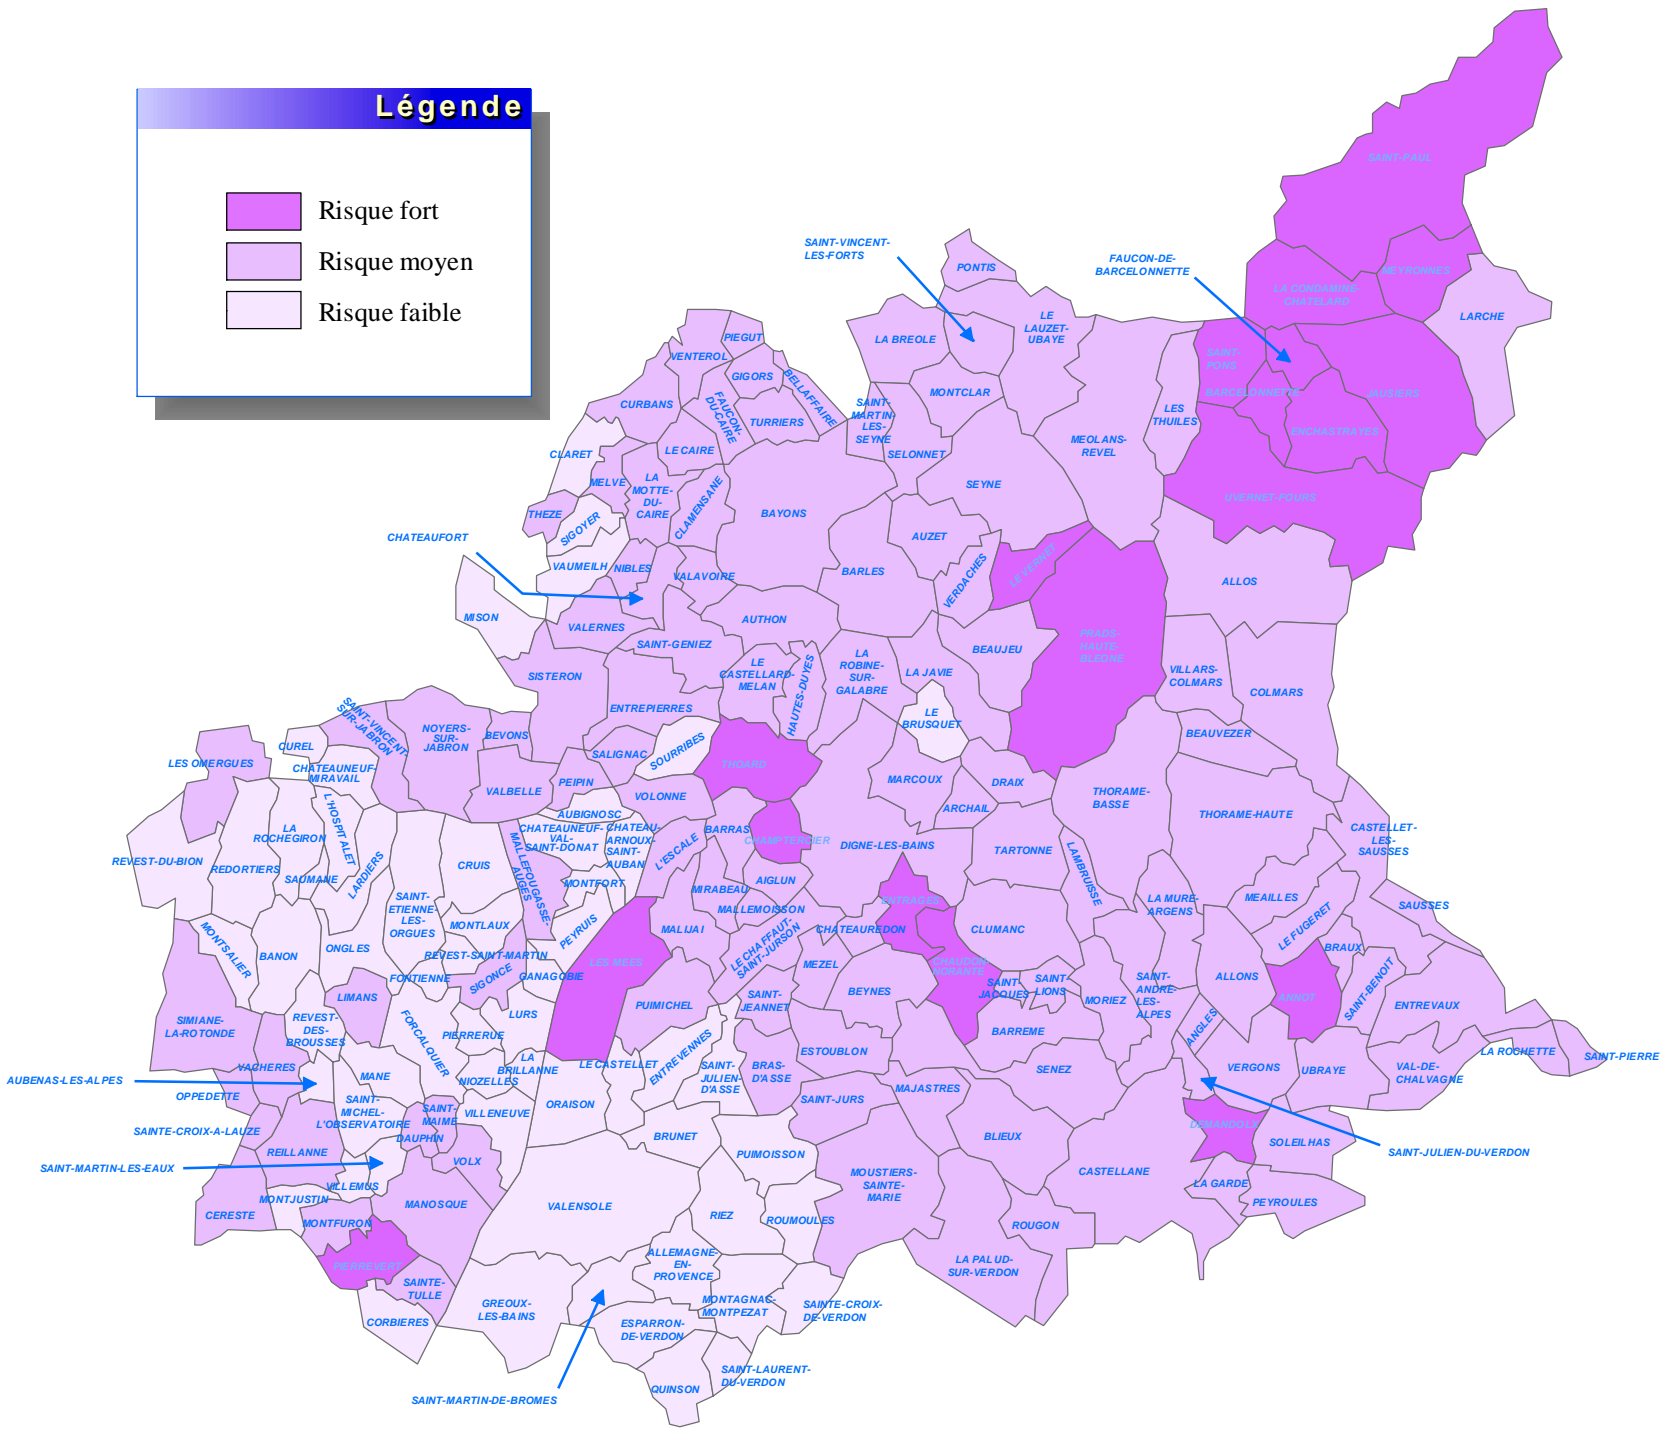 Légende
Risque fort
Risque moyen
Risque faible
SAINT-PAUL
SAINT-VINCENT-
LES-FORTS
FAUCON-DE-
BARCELONNETTE
PONTIS
MEYRONNES
LA CONDAMINE-
CHATELARD
LARCHE
LE
LAUZET-
UBAYE
LA BREOLE
PIEGUT
VENTEROL
GIGORS
BELLAFFAIRE
SAINT-
PONS
BARCELONNETTE
JAUSIERS
MONTCLAR
CURBANS
FAUCON-
DU-CAIRE
TURRIERS
SAINT-
MARTIN-
LES-
SEYNE
LES
THUILES
ENCHASTRAYES
MEOLANS-
REVEL
LE CAIRE
CLARET
SELONNET
MELVE
LA
MOTTE-
DU-
CAIRE
CLAMENSANE
SEYNE
UVERNET-FOURS
THEZE
SIGOYER
BAYONS
CHATEAUFORT
AUZET
VAUMEILH
NIBLES
VALAVOIRE
BARLES
VERDACHES
LE VERNET
ALLOS
MISON
VALERNES
AUTHON
SAINT-GENIEZ
BEAUJEU
PRADS-
HAUTE-
BLEONE
SISTERON
LE
CASTELLARD-
MELAN
HAUTES-DUYES
LA
ROBINE-
SUR-
GALABRE
LA JAVIE
VILLARS-
COLMARS
COLMARS
ENTREPIERRES
LE
BRUSQUET
SAINT-VINCENT-
SUR-JABRON
NOYERS-
SUR-
JABRON
BEVONS
BEAUVEZER
CUREL
LES OMERGUES
CHATEAUNEUF-
MIRAVAIL
SALIGNAC
SOURRIBES
THOARD
PEIPIN
VALBELLE
MARCOUX
DRAIX
THORAME-
BASSE
VOLONNE
L'HOSPITALET
AUBIGNOSC
ARCHAIL
THORAME-HAUTE
LA
ROCHEGIRON
CHATEAUNEUF-
VAL-
SAINT-DONAT
CHATEAU-
ARNOUX-
SAINT-
AUBAN
BARRAS
CHAMPTERCIER
DIGNE-LES-BAINS
CASTELLET-
LES-
SAUSSES
REVEST-DU-BION
REDORTIERS
SAUMANE
LARDIERS
CRUIS
MALLEFOUGASSE-
AUGES
L'ESCALE
TARTONNE
LAMBRUISSE
MONTFORT
MIRABEAU
AIGLUN
SAINT-
ETIENNE-
LES-
ORGUES
MALLEMOISSON
ENTRAGES
LA MURE-
ARGENS
MEAILLES
SAUSSES
MONTLAUX
PEYRUIS
MALIJAI
CHATEAUREDON
CLUMANC
LE FUGERET
MONTSALIER
BANON
ONGLES
REVEST-SAINT-MARTIN
LE CHAFFAUT-
SAINT-JURSON
BRAUX
LES MEES
MEZEL
CHAUDON-
NORANTE
FONTIENNE
SIGONCE
GANAGOBIE
ALLONS
SAINT-BENOIT
LIMANS
BEYNES
SAINT-
JACQUES
SAINT-
LIONS
SAINT-
ANDRE-
LES-
ALPES
ANNOT
SAINT-
JEANNET
PUIMICHEL
MORIEZ
ENTREVAUX
SIMIANE-
LA-ROTONDE
REVEST-
DES-
BROUSSES
FORCALQUIER
PIERRERUE
LURS
BARREME
ANGLES
ESTOUBLON
LA ROCHETTE
SAINT-PIERRE
VACHERES
LA
BRILLANNE
LE CASTELLET
ENTREVENNES
SAINT-
JULIEN-
D'ASSE
BRAS-
D'ASSE
SENEZ
VERGONS
UBRAYE
VAL-DE-
CHALVAGNE
AUBENAS-LES-ALPES
MANE
NIOZELLES
OPPEDETTE
MAJASTRES
SAINT-
MICHEL-
L'OBSERVATOIRE
SAINT-
MAIME
VILLENEUVE
ORAISON
SAINT-JURS
SAINTE-CROIX-A-LAUZE
DAUPHIN
BRUNET
BLIEUX
DEMANDOLX
SOLEILHAS
REILLANNE
PUIMOISSON
SAINT-JULIEN-DU-VERDON
SAINT-MARTIN-LES-EAUX
VOLX
MOUSTIERS-
SAINTE-
MARIE
CASTELLANE
VILLEMUS
LA GARDE
MONTJUSTIN
MANOSQUE
VALENSOLE
PEYROULES
CERESTE
MONTFURON
RIEZ
ROUMOULES
ROUGON
PIERREVERT
ALLEMAGNE-
EN-
PROVENCE
LA PALUD-
SUR-VERDON
SAINTE-
TULLE
GREOUX-
LES-BAINS
MONTAGNAC-
MONTPEZAT
SAINTE-CROIX-
DE-VERDON
CORBIERES
ESPARRON-
DE-VERDON
SAINT-LAURENT-
DU-VERDON
QUINSON
SAINT-MARTIN-DE-BROMES